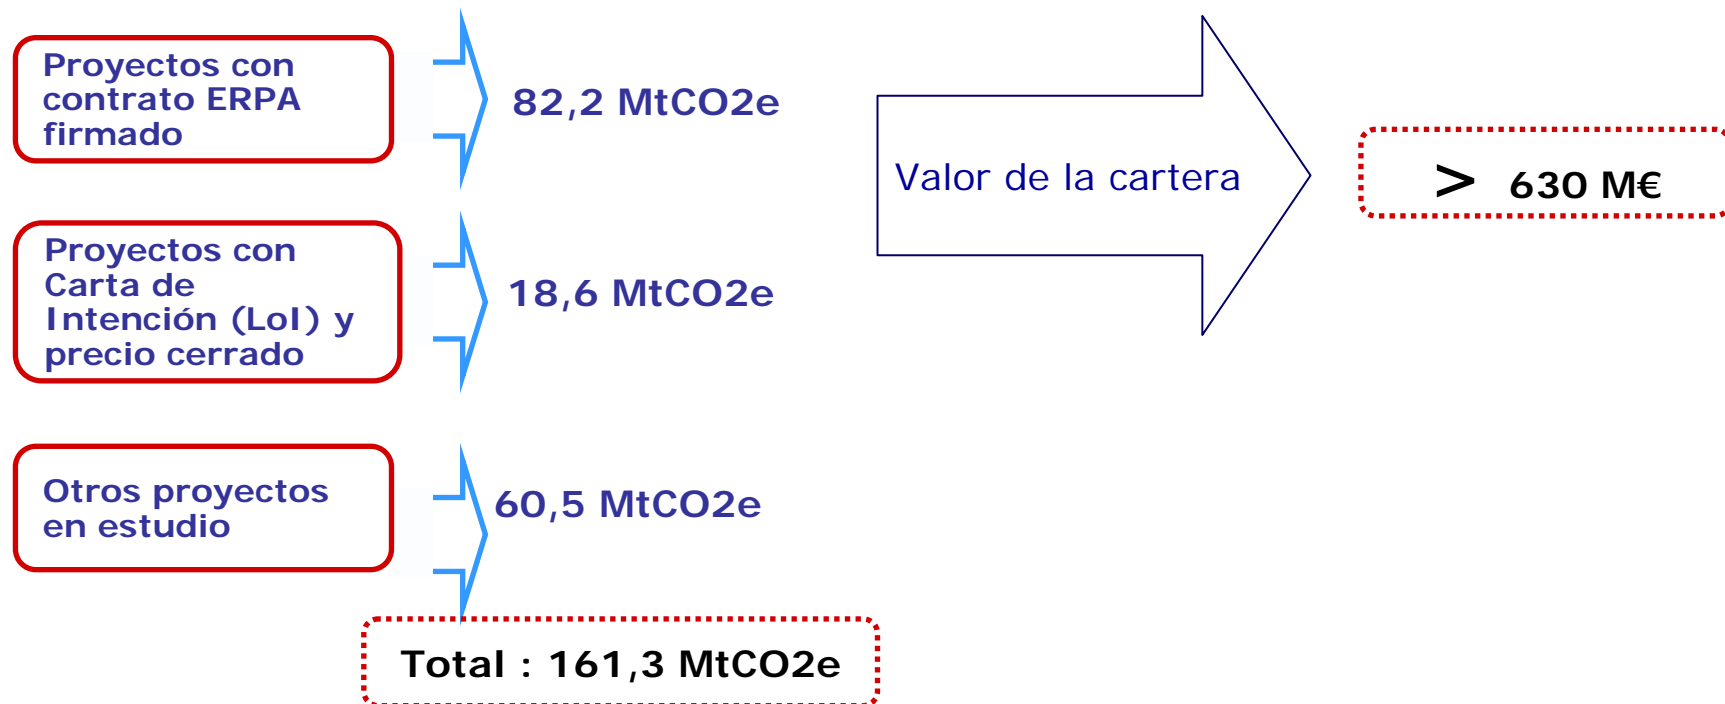 Proyectos con
contrato ERPA
firmado
82,2 MtCO2e
Proyectos con
Carta de
Intención (LoI) y
precio cerrado
18,6 MtCO2e
Otros proyectos
en estudio
60,5 MtCO2e
Total : 161,3 MtCO2e
Valor de la cartera
> 630 M€